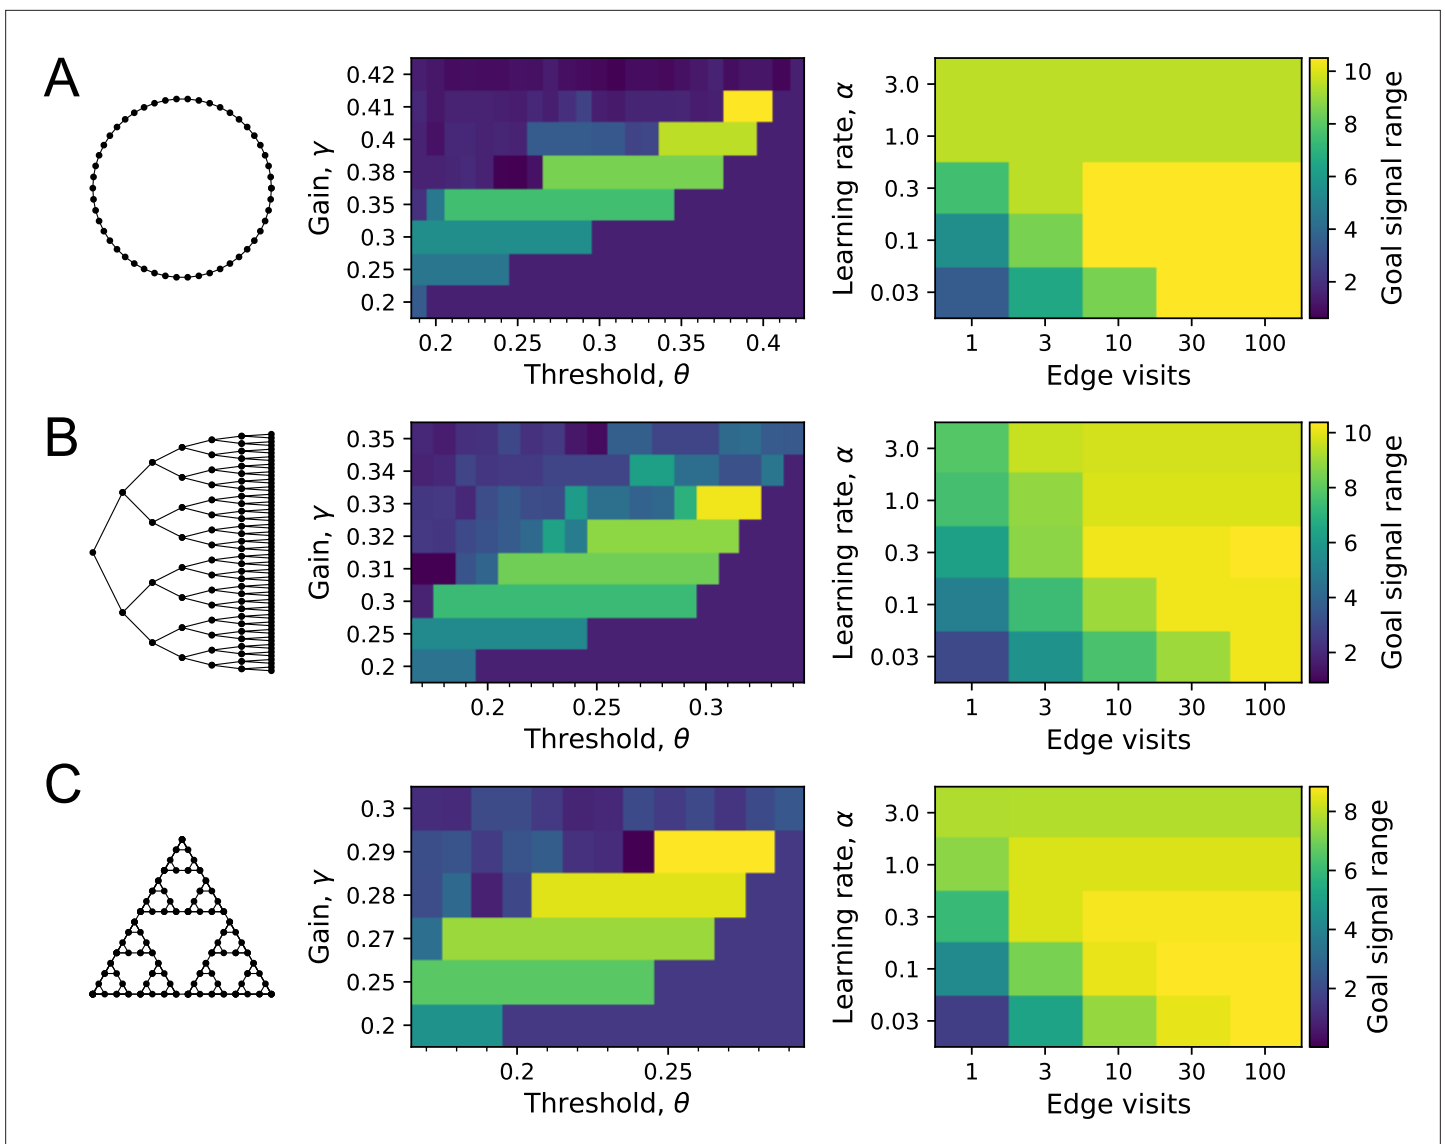 A
0.42
0.41
0.4
0.38
0.35
0.3
0.25
0.2
Gain, γ
0.2 0.25 0.3 0.35 0.4
Threshold, θ
3.0
1.0
0.3
0.1
0.03
Learning rate, α
1 3 10 30 100
Edge visits
10
8
6
4
2
Goal signal range
B
0.35
0.34
0.33
0.32
0.31
0.3
0.25
0.2
Gain, γ
0.2 0.25 0.3
Threshold, θ
3.0
1.0
0.3
0.1
0.03
Learning rate, α
1 3 10 30 100
Edge visits
10
8
6
4
2
Goal signal range
C
0.3
0.29
0.28
0.27
0.25
0.2
Gain, γ
0.2 0.25
Threshold, θ
3.0
1.0
0.3
0.1
0.03
Learning rate, α
1 3 10 30 100
Edge visits
8
6
4
2
Goal signal range